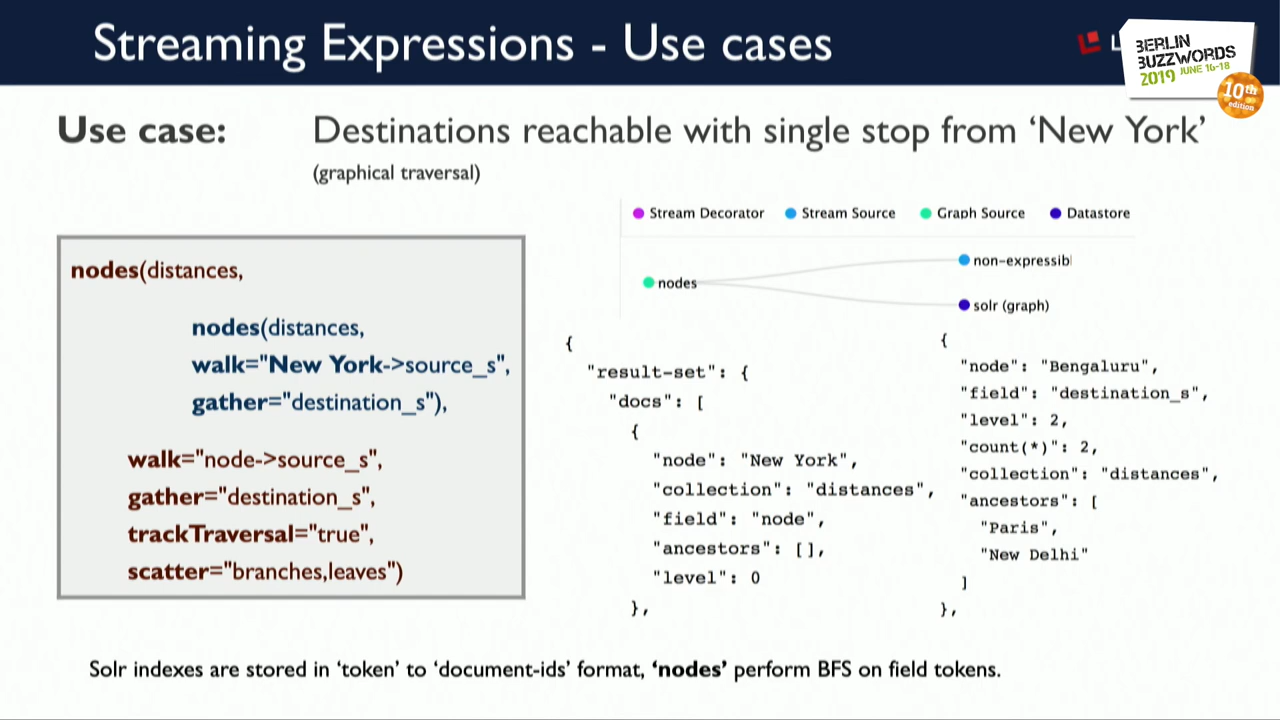 Streaming Expressions - Use cases
L
BERLIN
BUZZWORDS
2019 JUNE 16-18
10th
edition
Use case: Destinations reachable with single stop from ‘New York’
(graphical traversal)
Stream Decorator Stream Source Graph Source Datastore
nodes
non-expressibl
solr (graph)
nodes(distances,
nodes(distances,
walk="New York->source_s",
gather="destination_s"),
walk="node->source_s",
gather="destination_s",
trackTraversal="true",
scatter="branches,leaves")
{
"result-set": {
"docs": [
{
"node": "New York",
"collection": "distances",
"field": "node",
"ancestors": [],
"level": 0
},
{
"node": "Bengaluru",
"field": "destination_s",
"level": 2,
"count(*)": 2,
"collection": "distances",
"ancestors": [
"Paris",
"New Delhi"
]
},
Solr indexes are stored in ‘token’ to ‘document-ids’ format, ‘nodes’ perform BFS on field tokens.